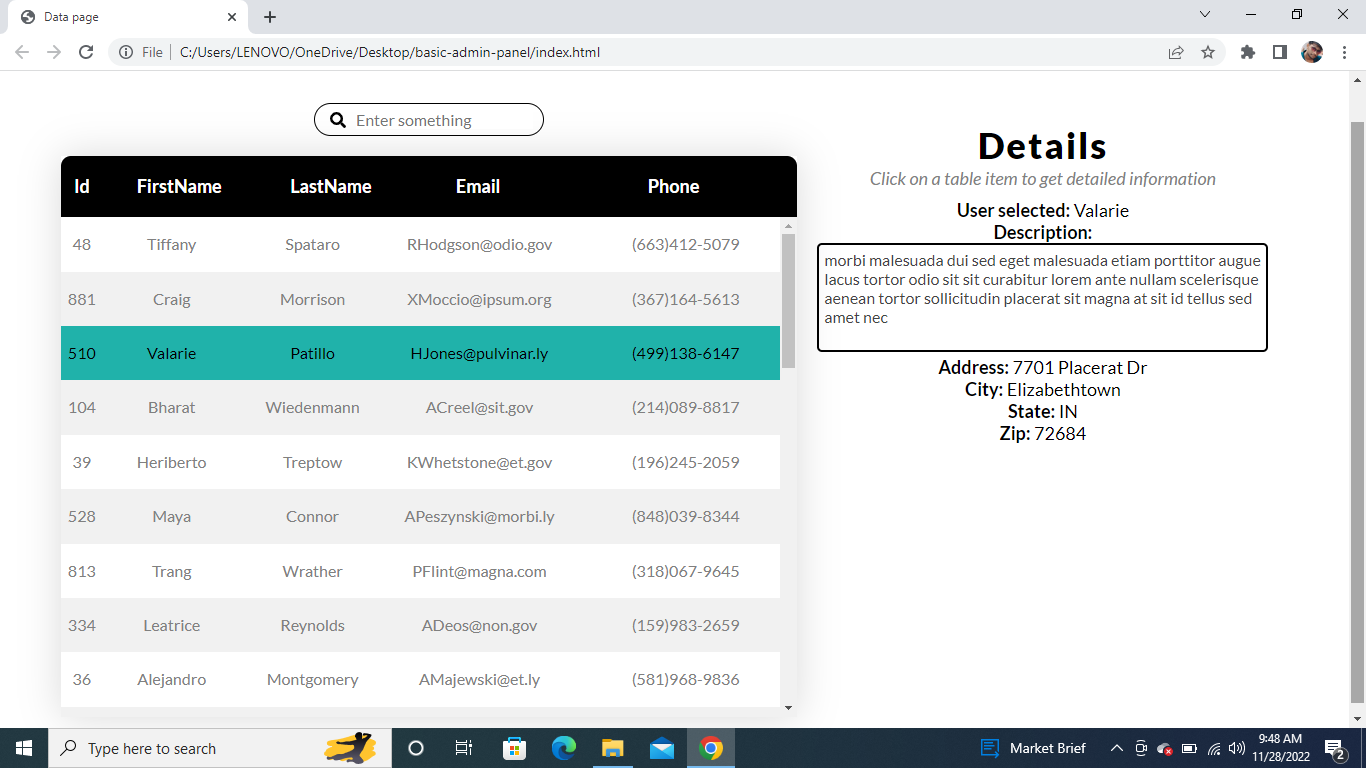 Data page
File
C:/Users/LENOVO/OneDrive/Desktop/basic-admin-panel/index.html
Enter something
Id FirstName LastName Email Phone
48 Tiffany Spataro RHodgson@odio.gov (663)412-5079
881 Craig Morrison XMoccio@ipsum.org (367)164-5613
510 Valarie Patillo HJones@pulvinar.ly (499)138-6147
104 Bharat Wiedenmann ACreel@sit.gov (214)089-8817
39 Heriberto Treptow KWhetstone@et.gov (196)245-2059
528 Maya Connor APeszynski@morbi.ly (848)039-8344
813 Trang Wrather PFlint@magna.com (318)067-9645
334 Leatrice Reynolds ADeos@non.gov (159)983-2659
36 Alejandro Montgomery AMajewski@et.ly (581)968-9836
Details
Click on a table item to get detailed information
User selected: Valarie
Description:
morbi malesuada dui sed eget malesuada etiam porttitor augue
lacus tortor odio sit sit curabitur lorem ante nullam scelerisque
aenean tortor sollicitudin placerat sit magna at sit id tellus sed
amet nec
Address: 7701 Placerat Dr
City: Elizabethtown
State: IN
Zip: 72684
Type here to search
Market Brief
9:48 AM
11/28/2022
2